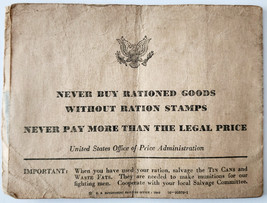 NEVER BUY RATIONED GOODS
WITHOUT RATION STAMPS
NEVER PAY MORE THAN THE LEGAL PRICE
United States Office of Price Administration
IMPORTANT: When you have used your ration, salvage the TIN CANS and
WASTE FATS. They are needed to make munitions for our
fighting men. Cooperate with your local Salvage Committee.